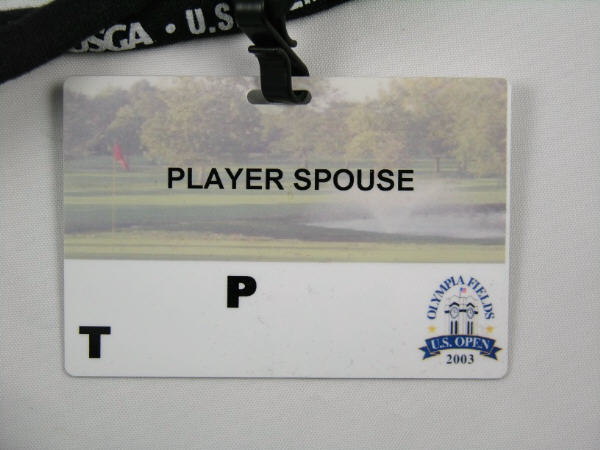 USGA • U.S.
PLAYER SPOUSE
P
T
OLYMPIA FIELDS
U.S. OPEN
2003